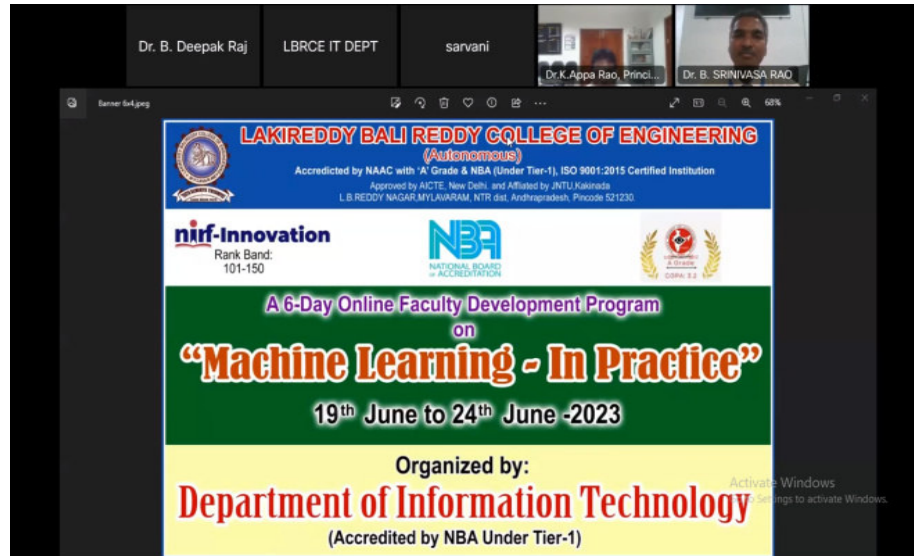 Dr. B. Deepak Raj
LBRCE IT DEPT
sarvani
Dr.K.Appa Rao, Princi...
Dr. B. SRINIVASA RAO
Banner 6x4.jpeg
68%
LAKIREDDY BALI REDDY COLLEGE OF ENGINEERING
(Autonomous)
Accredicted by NAAC with 'A' Grade & NBA (Under Tier-1), ISO 9001:2015 Certified Institution
Approved by AICTE, New Delhi. and Affliated by JNTU,Kakinada
L.B.REDDY NAGAR,MYLAVARAM, NTR dist, Andhrapradesh, Pincode 521230.
nirf-Innovation
Rank Band:
101-150
NBA
NATIONAL BOARD
of ACCREDITATION
A Grade
CGPA: 3.2
A 6-Day Online Faculty Development Program
on
“Machine Learning - In Practice”
19th June to 24th June -2023
Organized by:
Department of Information Technology
(Accredited by NBA Under Tier-1)
Activate Windows
Go to Settings to activate Windows.